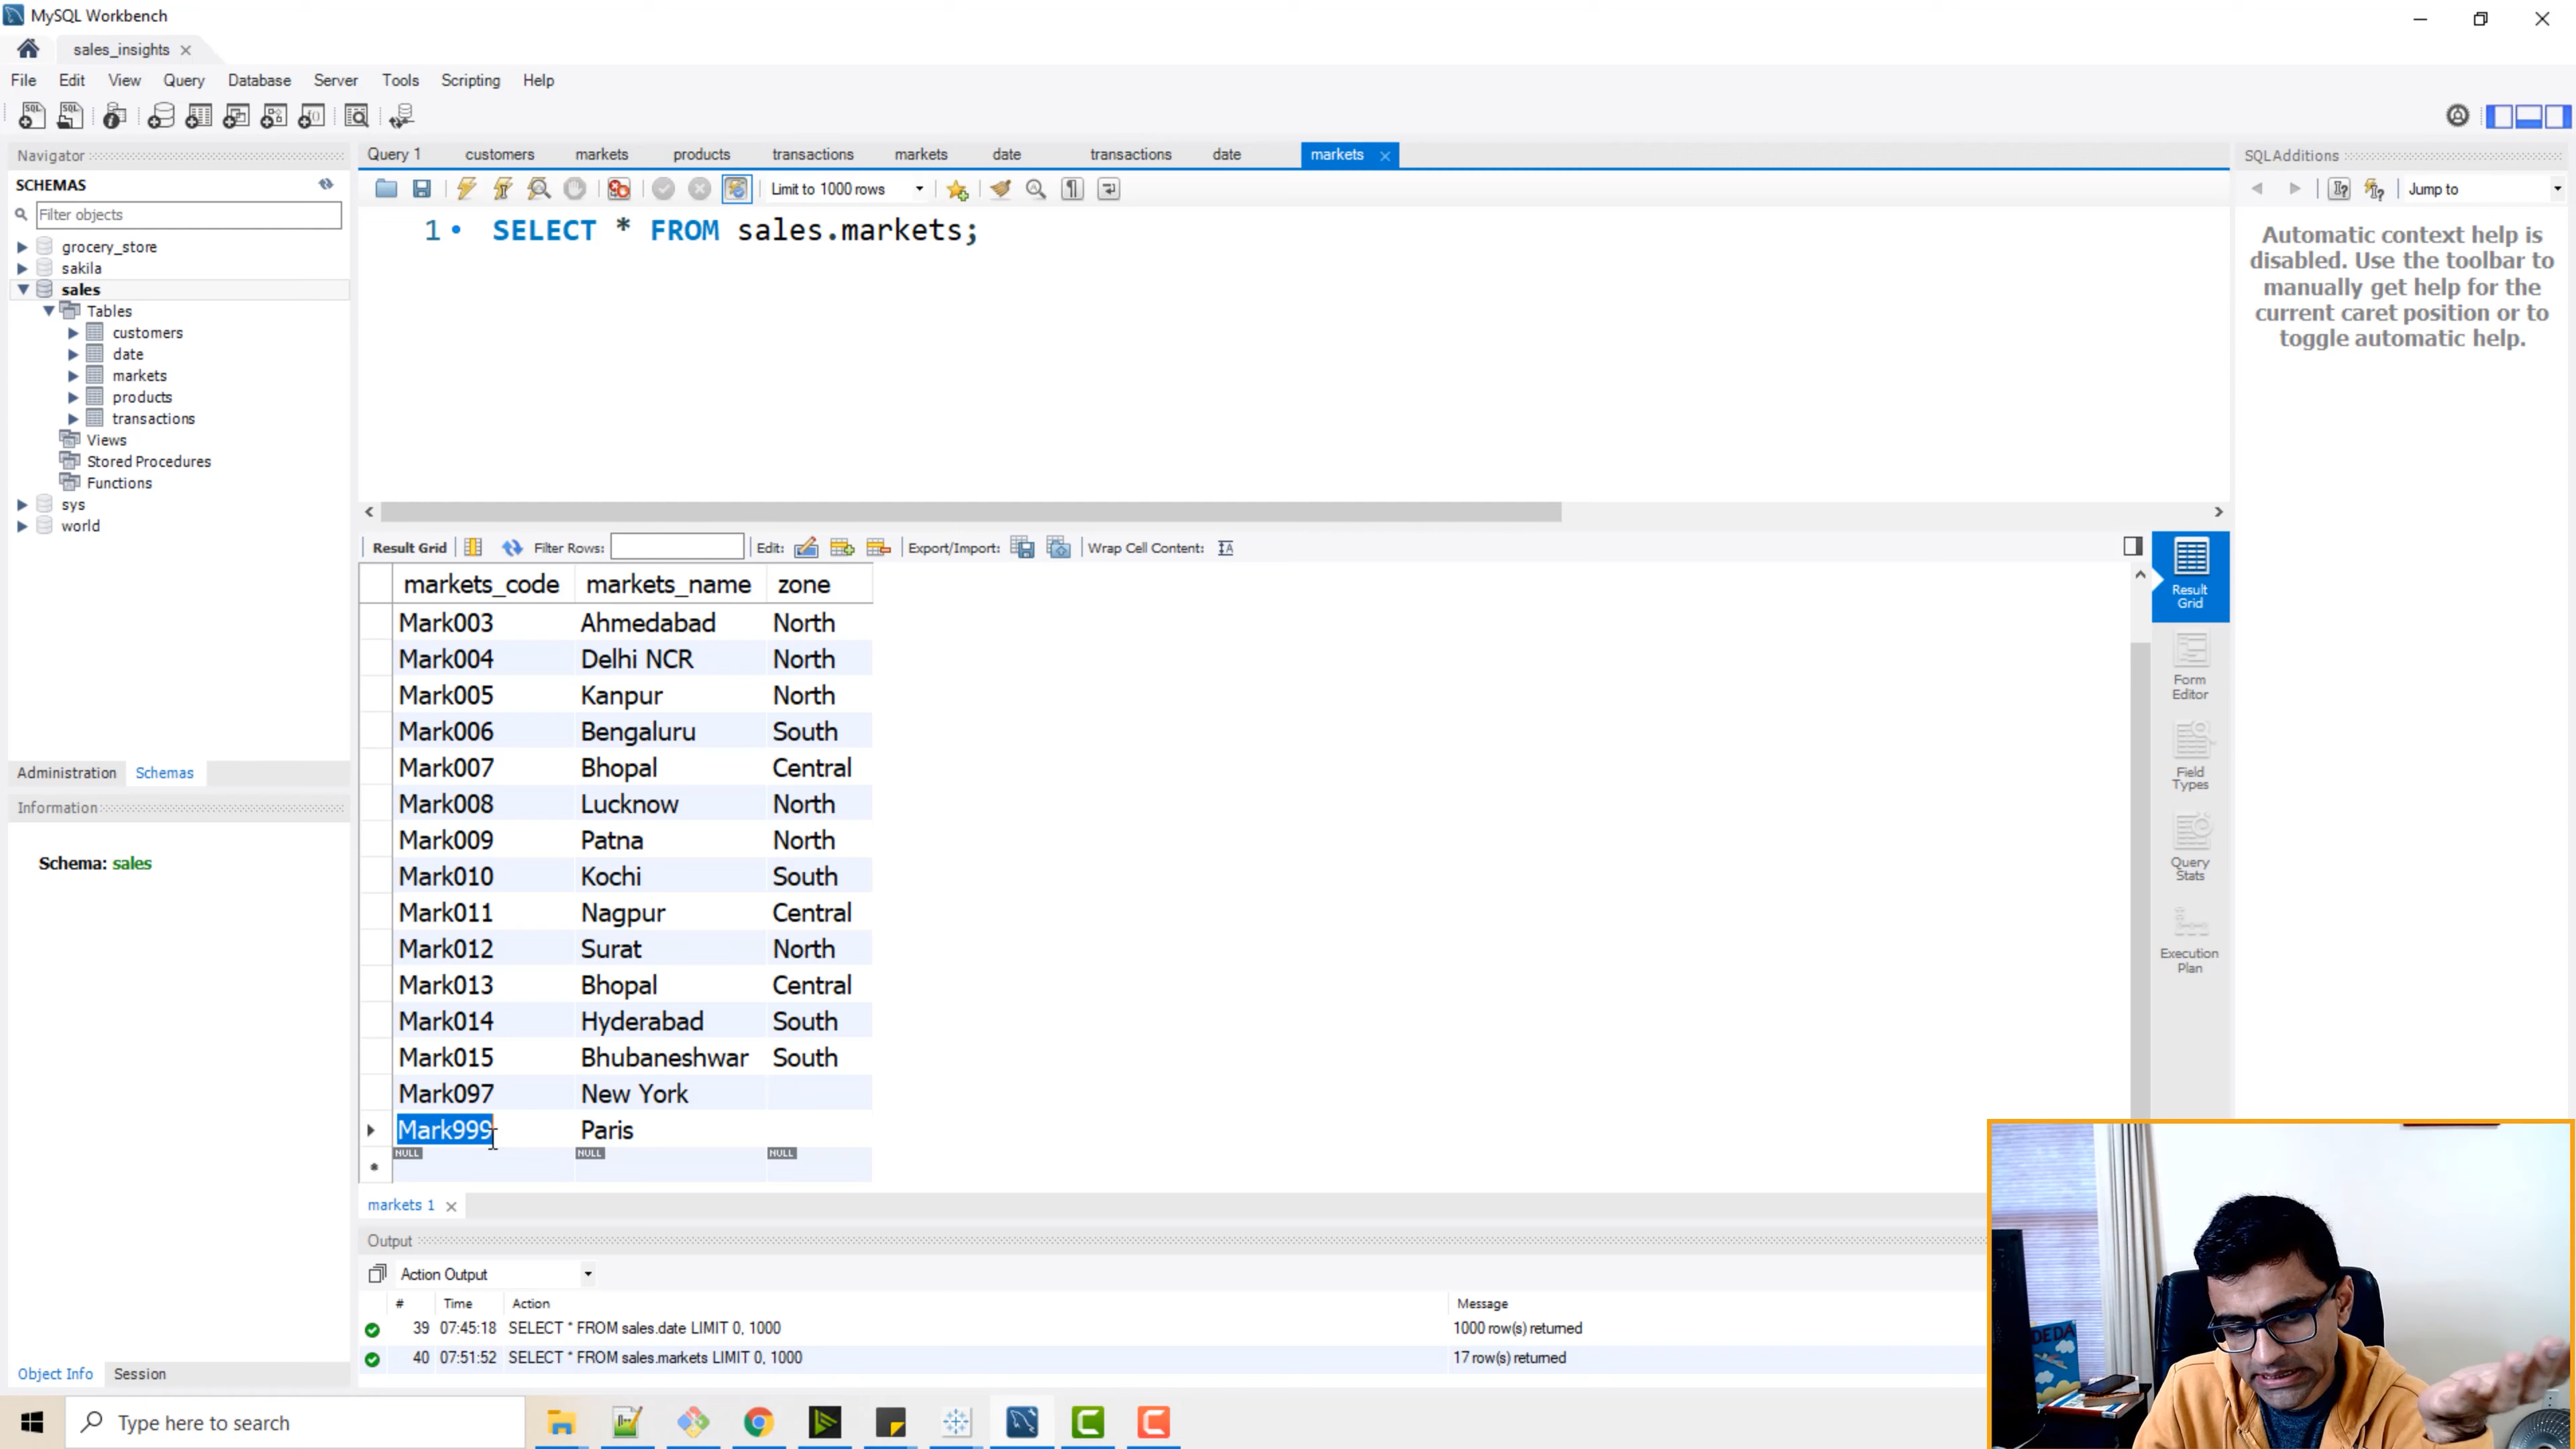 MySQL Workbench
sales_insights
File Edit View Query Database Server Tools Scripting Help
Navigator
SCHEMAS
Filter objects
grocery_store
sakila
sales
Tables
customers
date
markets
products
transactions
Views
Stored Procedures
Functions
sys
world
Administration Schemas
Information
Schema: sales
Object Info Session
Query 1 customers markets products transactions markets date transactions date markets
Limit to 1000 rows
1 SELECT * FROM sales.markets;
Result Grid Filter Rows: Edit: Export/Import: Wrap Cell Content:
markets_code markets_name zone
Mark003 Ahmedabad North
Mark004 Delhi NCR North
Mark005 Kanpur North
Mark006 Bengaluru South
Mark007 Bhopal Central
Mark008 Lucknow North
Mark009 Patna North
Mark010 Kochi South
Mark011 Nagpur Central
Mark012 Surat North
Mark013 Bhopal Central
Mark014 Hyderabad South
Mark015 Bhubaneshwar South
Mark097 New York
Mark999 Paris
NULL NULL NULL
markets 1
Output
Action Output
# Time Action Message
39 07:45:18 SELECT * FROM sales.date LIMIT 0, 1000 1000 row(s) returned
40 07:51:52 SELECT * FROM sales.markets LIMIT 0, 1000 17 row(s) returned
Result
Grid
Form
Editor
Field
Types
Query
Stats
Execution
Plan
SQLAdditions
Jump to
Automatic context help is
disabled. Use the toolbar to
manually get help for the
current caret position or to
toggle automatic help.
Type here to search